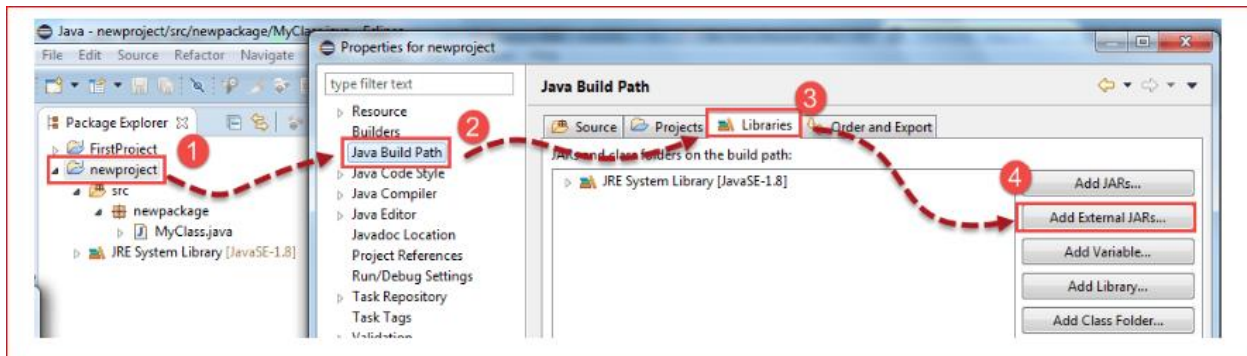 Java - newproject/src/newpackage/MyCla
File Edit Source Refactor Navigate
Package Explorer
FirstProject
1
newproject
src
newpackage
MyClass.java
JRE System Library [JavaSE-1.8]
Properties for newproject
type filter text
Resource
Builders
2
Java Build Path
Java Code Style
Java Compiler
Java Editor
Javadoc Location
Project References
Run/Debug Settings
Task Repository
Task Tags
Validation
Java Build Path
3
Source Projects Libraries Order and Export
JARs and class folders on the build path:
JRE System Library [JavaSE-1.8]
4
Add JARs...
Add External JARs...
Add Variable...
Add Library...
Add Class Folder...